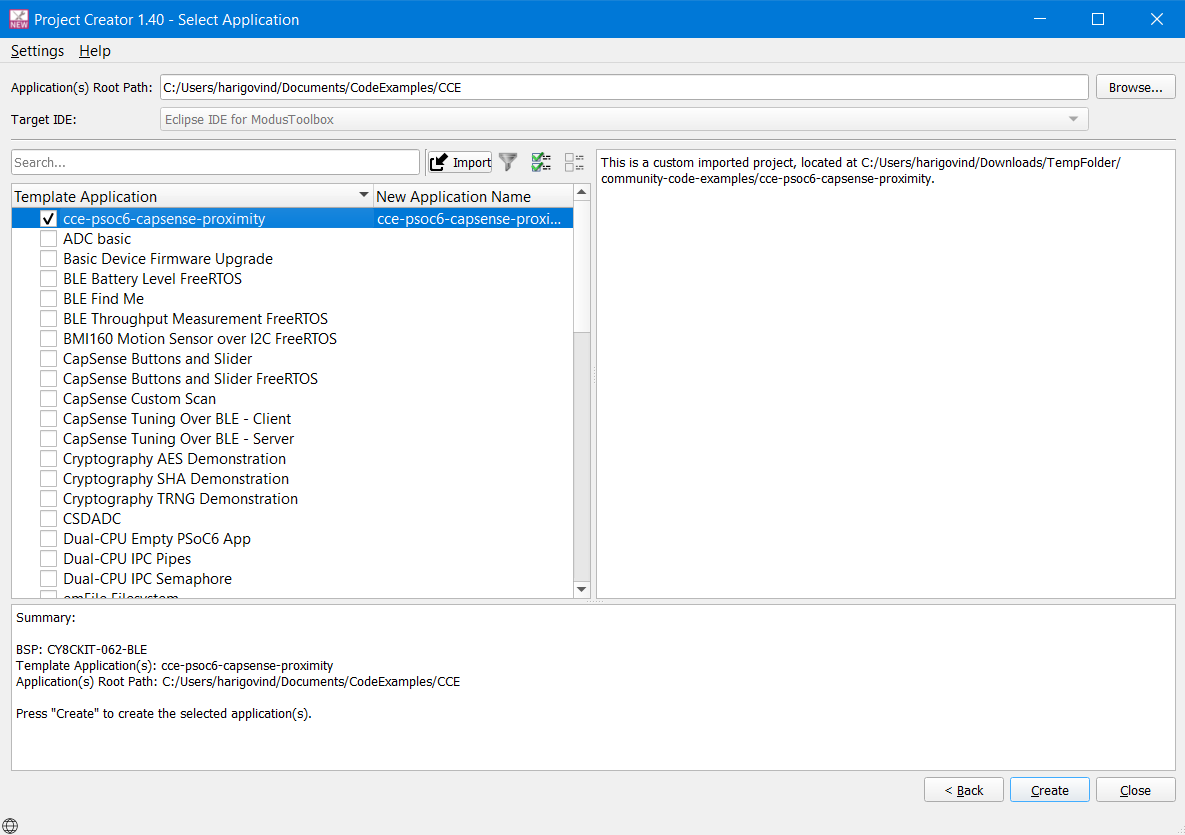 NEW
Project Creator 1.40 - Select Application
Settings Help
Application(s) Root Path: C:/Users/harigovind/Documents/CodeExamples/CCE Browse...
Target IDE: Eclipse IDE for ModusToolbox
Search... Import
Template Application New Application Name
cce-psoc6-capsense-proximity cce-psoc6-capsense-proxi...
ADC basic
Basic Device Firmware Upgrade
BLE Battery Level FreeRTOS
BLE Find Me
BLE Throughput Measurement FreeRTOS
BMI160 Motion Sensor over I2C FreeRTOS
CapSense Buttons and Slider
CapSense Buttons and Slider FreeRTOS
CapSense Custom Scan
CapSense Tuning Over BLE - Client
CapSense Tuning Over BLE - Server
Cryptography AES Demonstration
Cryptography SHA Demonstration
Cryptography TRNG Demonstration
CSDADC
Dual-CPU Empty PSoC6 App
Dual-CPU IPC Pipes
Dual-CPU IPC Semaphore
emFile Filesystem
This is a custom imported project, located at C:/Users/harigovind/Downloads/TempFolder/
community-code-examples/cce-psoc6-capsense-proximity.
Summary:
BSP: CY8CKIT-062-BLE
Template Application(s): cce-psoc6-capsense-proximity
Application(s) Root Path: C:/Users/harigovind/Documents/CodeExamples/CCE
Press "Create" to create the selected application(s).
< Back Create Close